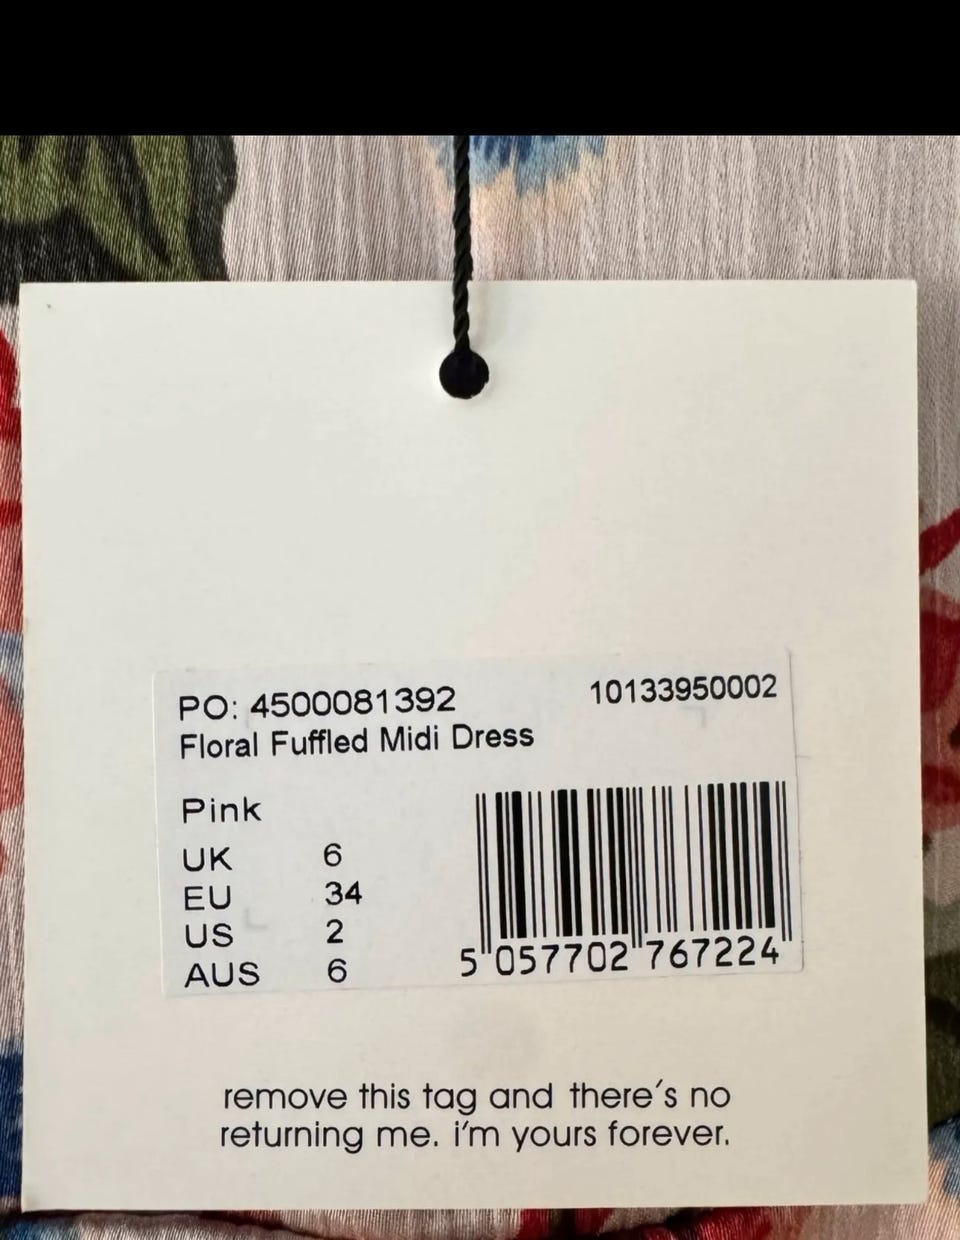 PO: 4500081392 10133950002
Floral Fuffled Midi Dress
Pink
UK 6
EU 34
US 2
AUS 6
5 057702 767224
remove this tag and there's no
returning me. i'm yours forever.